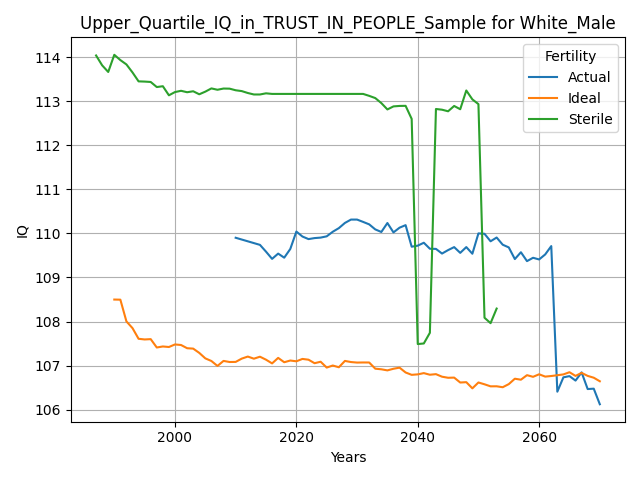 Upper_Quartile_IQ_in_TRUST_IN_PEOPLE_Sample for White_Male
Fertility
Actual
Ideal
Sterile
IQ
114
113
112
111
110
109
108
107
106
2000
2020
2040
2060
Years